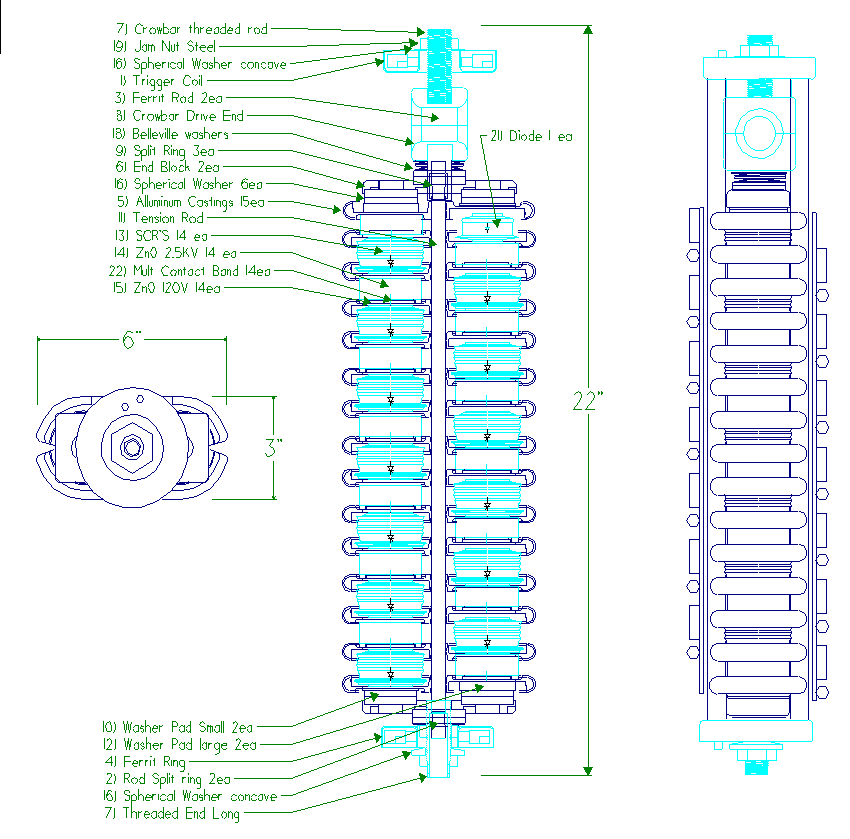 7) Crowbar threaded rod
19) Jam Nut Steel
16) Spherical Washer concave
1) Trigger Coil
3) Ferrit Rod 2ea
8) Crowbar Drive End
18) Belleville washers
9) Split Ring 3ea
6) End Block 2ea
16) Spherical Washer 6ea
5) Alluminum Castings 15ea
11) Tension Rod
13) SCR'S 14 ea
14) ZnO 2.5KV 14 ea
22) Mult Contact Band 14ea
15) ZnO 120V 14ea
21) Diode 1 ea
6"
3"
22"
10) Washer Pad Small 2ea
12) Washer Pad large 2ea
4) Ferrit Ring
2) Rod Split ring 2ea
16) Spherical Washer concave
7) Threaded End Long